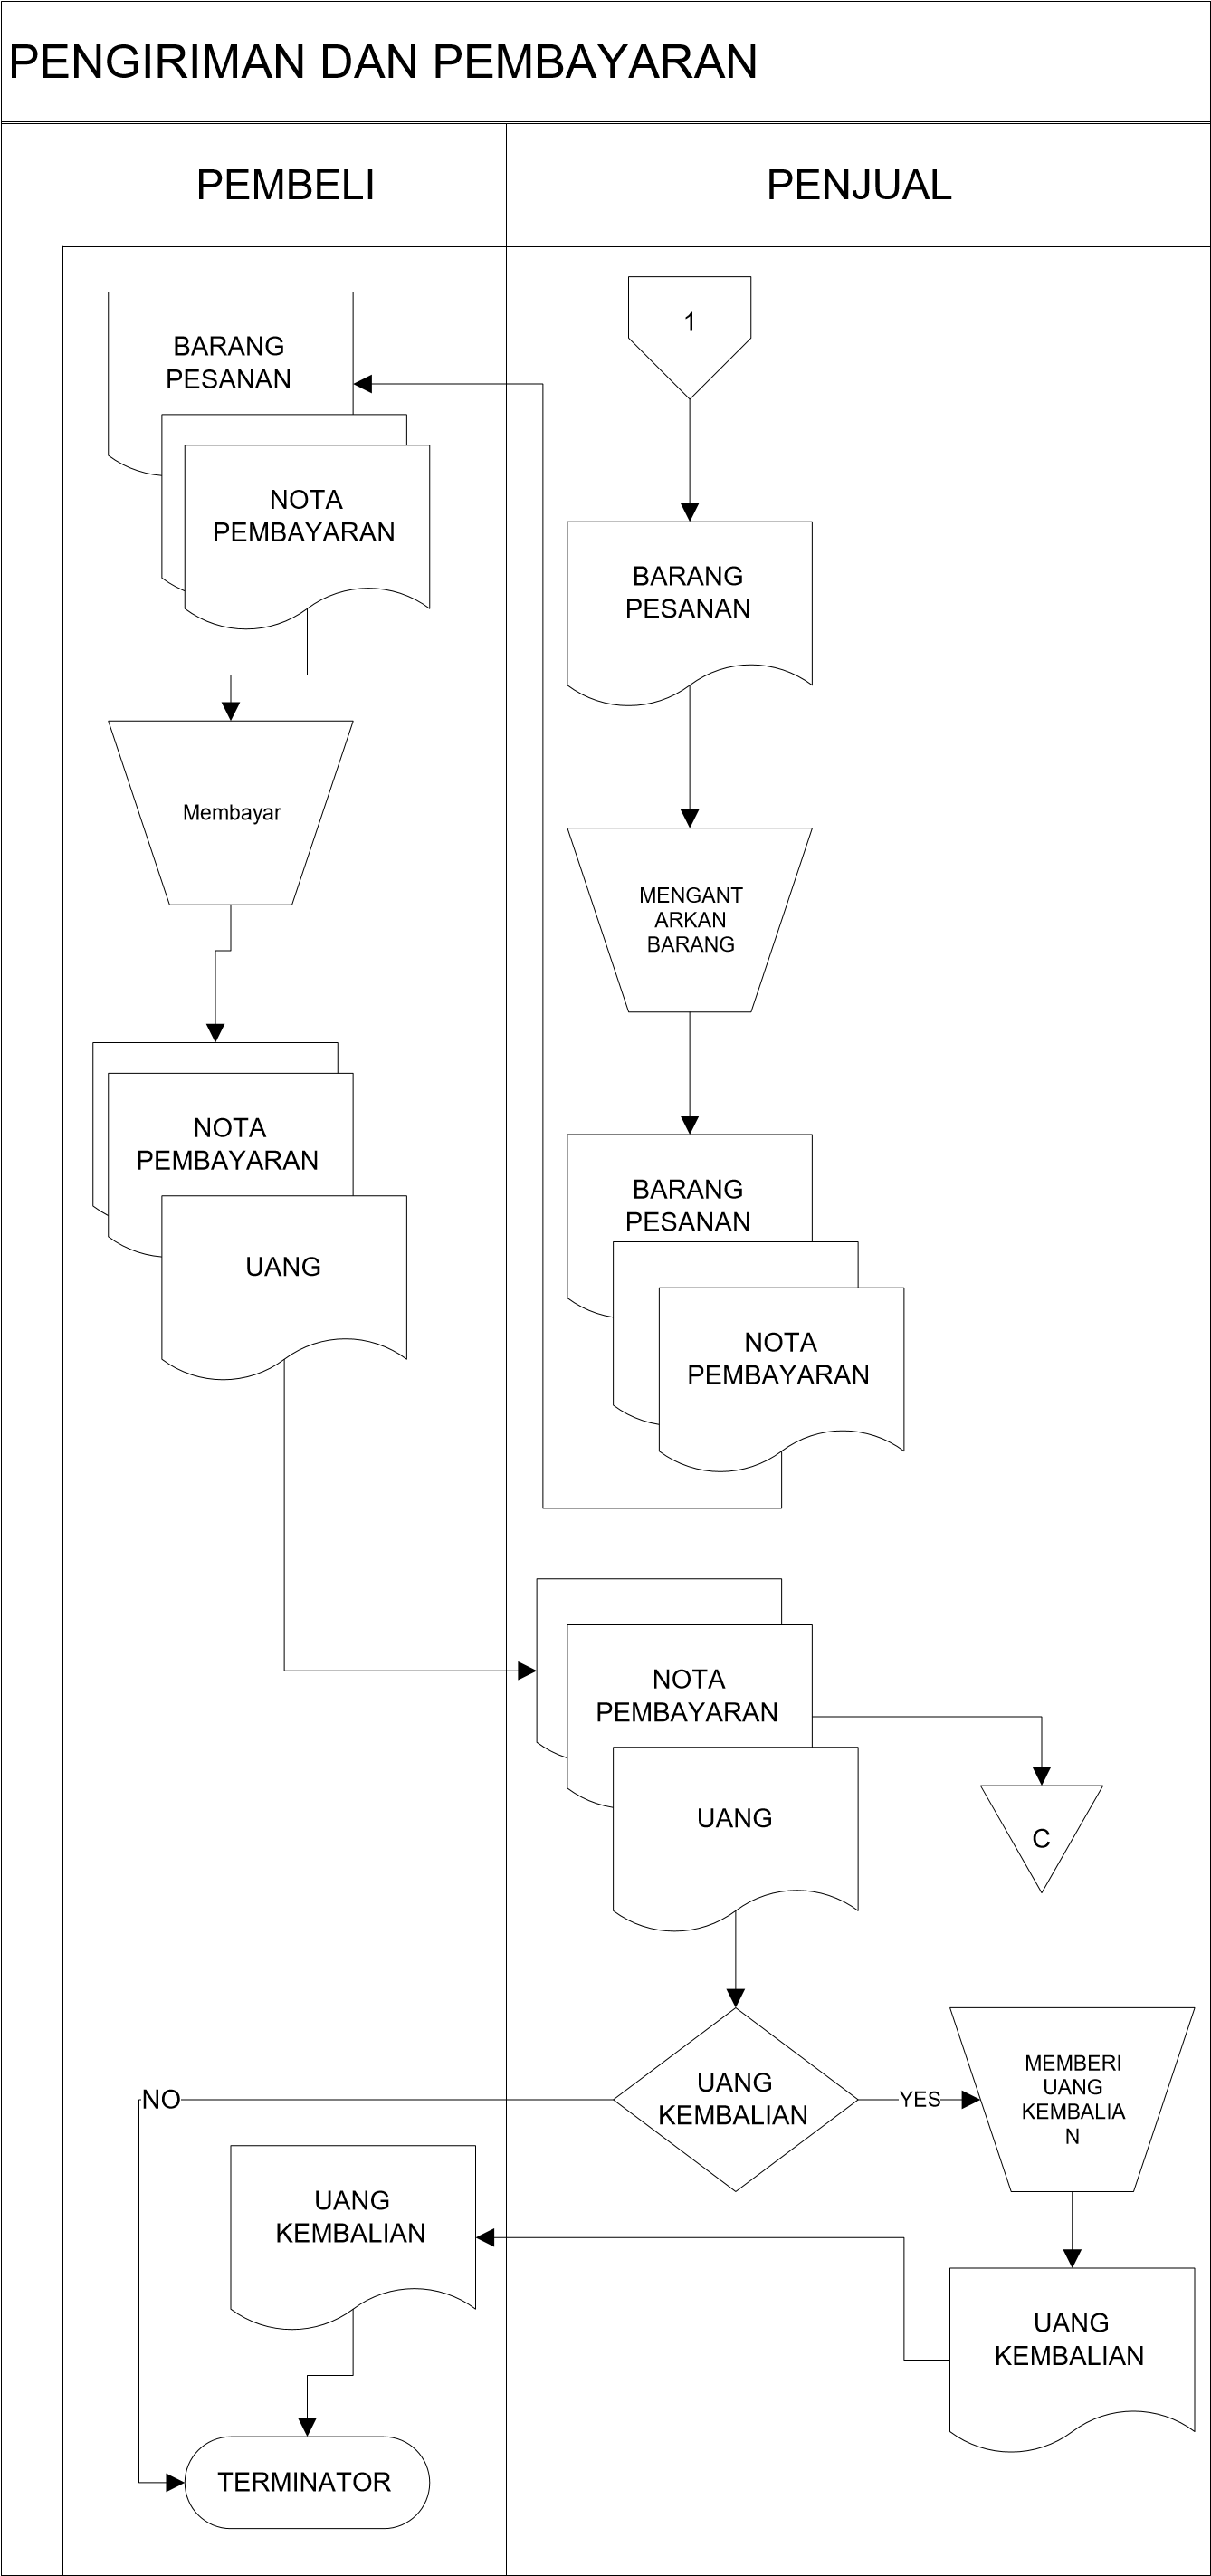 PENGIRIMAN DAN PEMBAYARAN
PEMBELI
PENJUAL
1
BARANG
PESANAN
NOTA
PEMBAYARAN
BARANG
PESANAN
Membayar
MENGANT
ARKAN
BARANG
NOTA
PEMBAYARAN
UANG
BARANG
PESANAN
NOTA
PEMBAYARAN
NOTA
PEMBAYARAN
UANG
C
UANG
KEMBALIAN
NO
YES
MEMBERI
UANG
KEMBALIA
N
UANG
KEMBALIAN
UANG
KEMBALIAN
TERMINATOR